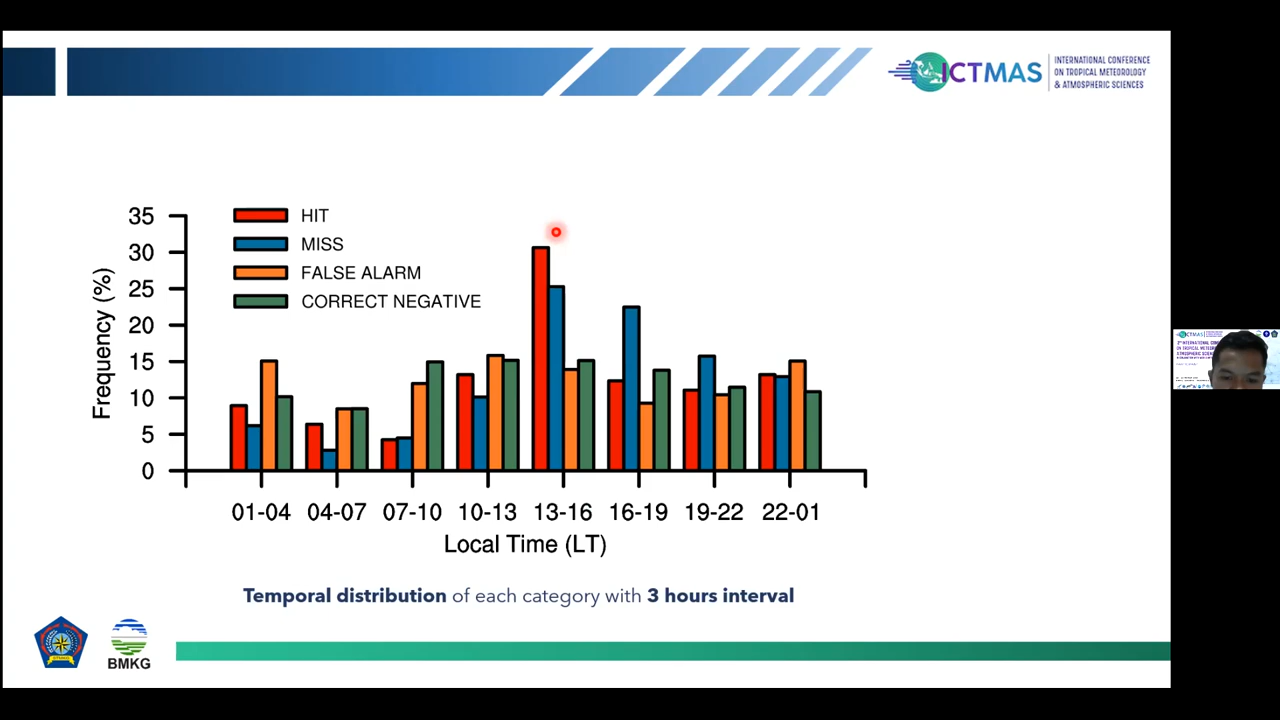 ICTMAS
INTERNATIONAL CONFERENCE
ON TROPICAL METEOROLOGY
& ATMOSPHERIC SCIENCES
HIT
MISS
FALSE ALARM
CORRECT NEGATIVE
Frequency (%)
35
30
25
20
15
10
5
0
01-04 04-07 07-10 10-13 13-16 16-19 19-22 22-01
Local Time (LT)
Temporal distribution of each category with 3 hours interval
BMKG